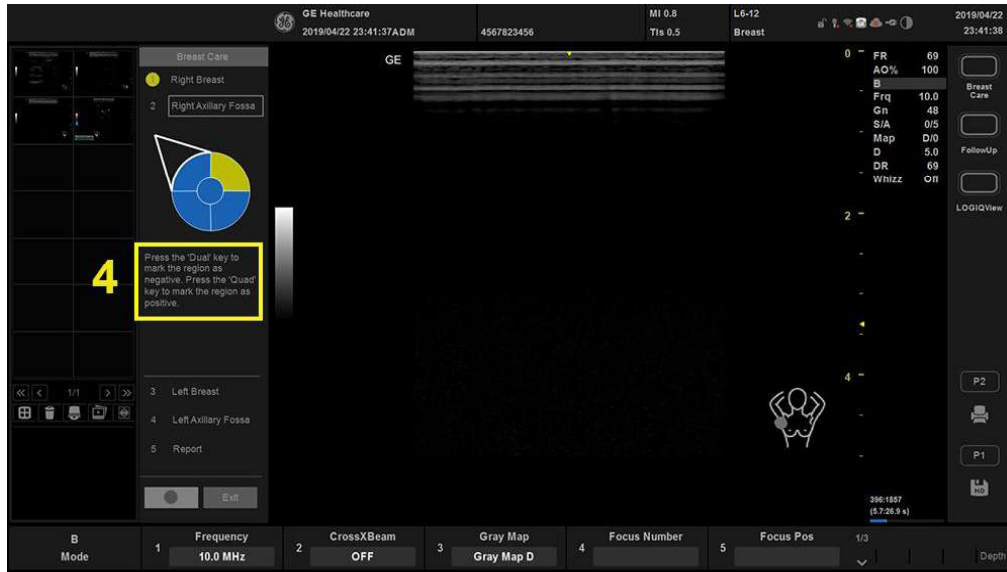 GE Healthcare
2019/04/22 23:41:37ADM
4567823456
MI 0.8
TIs 0.5
L6-12
Breast
2019/04/22
23:41:38
Breast Care
1 Right Breast
2 Right Axillary Fossa
Press the 'Dual' key to
mark the region as
negative. Press the 'Quad'
key to mark the region as
positive.
4
3 Left Breast
4 Left Axillary Fossa
5 Report
Exit
<< < 1/1 > >>
GE
0
2
4
FR 69
AO% 100
B
Frq 10.0
Gn 48
S/A 0/5
Map D/0
D 5.0
DR 69
Whizz Off
396:1857
(5.7:26.9 s)
Breast
Care
FollowUp
LOGIQView
P2
P1
HD
B
Mode
1 Frequency
10.0 MHz
2 CrossXBeam
OFF
3 Gray Map
Gray Map D
4 Focus Number
5 Focus Pos
1/3
Depth